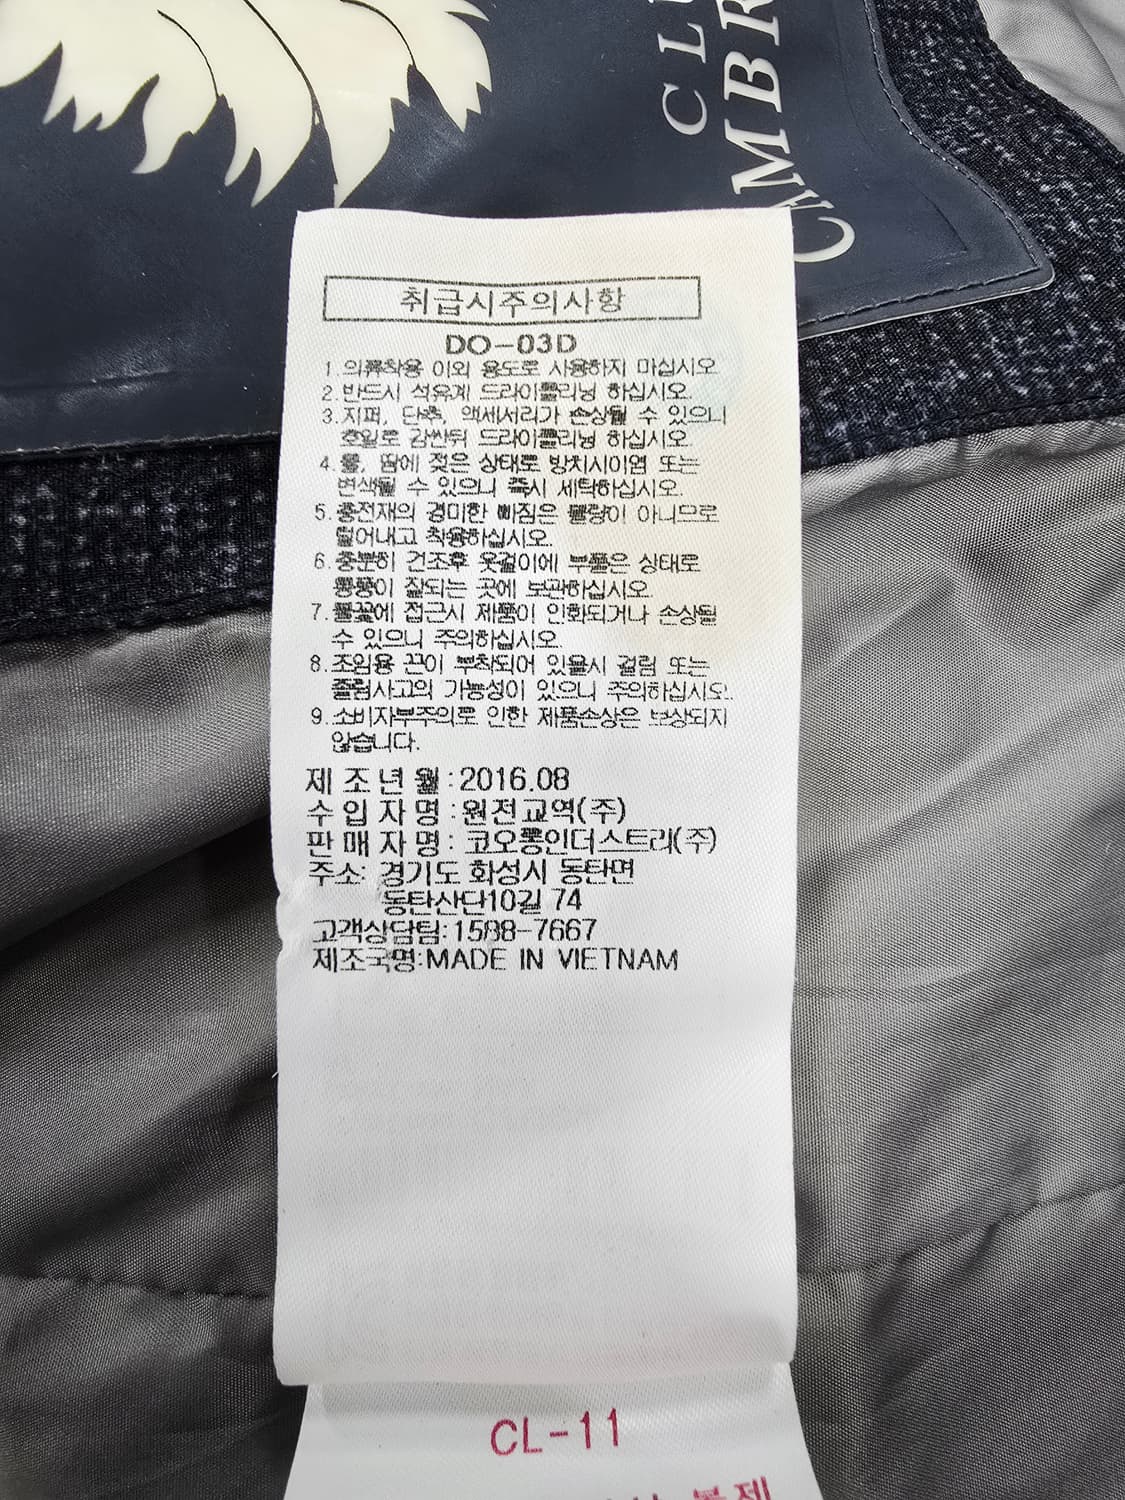 CLU
CAMBR
취급시주의사항
DO-03D
1.의류착용 이외 용도로 사용하지 마십시오
2.반드시 석유계 드라이클리닝 하십시오.
3.지퍼, 단추, 액세서리가 손상될 수 있으니
호일로 감싼뒤 드라이클리닝 하십시오.
4.물, 땀에 젖은 상태로 방치시이염 또는
변색될 수 있으니 즉시 세탁하십시오.
5.충전재의 경미한 빠짐은 불량이 아니므로
털어내고 착용하십시오.
6.충분히 건조후 옷걸이에 부풀은 상태로
통풍이 잘되는 곳에 보관하십시오.
7.불꽃에 접근시 제품이 인화되거나 손상될
수 있으니 주의하십시오.
8.조임용 끈이 부착되어 있을시 걸림 또는
졸림사고의 가능성이 있으니 주의하십시오.
9.소비자부주의로 인한 제품손상은 보상되지
않습니다.
제 조 년 월:2016.08
수 입 자 명:원전교역(주)
판 매 자 명: 코오롱인더스트리(주)
주소: 경기도 화성시 동탄면
동탄산단10길 74
고객상담팀:1588-7667
제조국명:MADE IN VIETNAM
CL-11